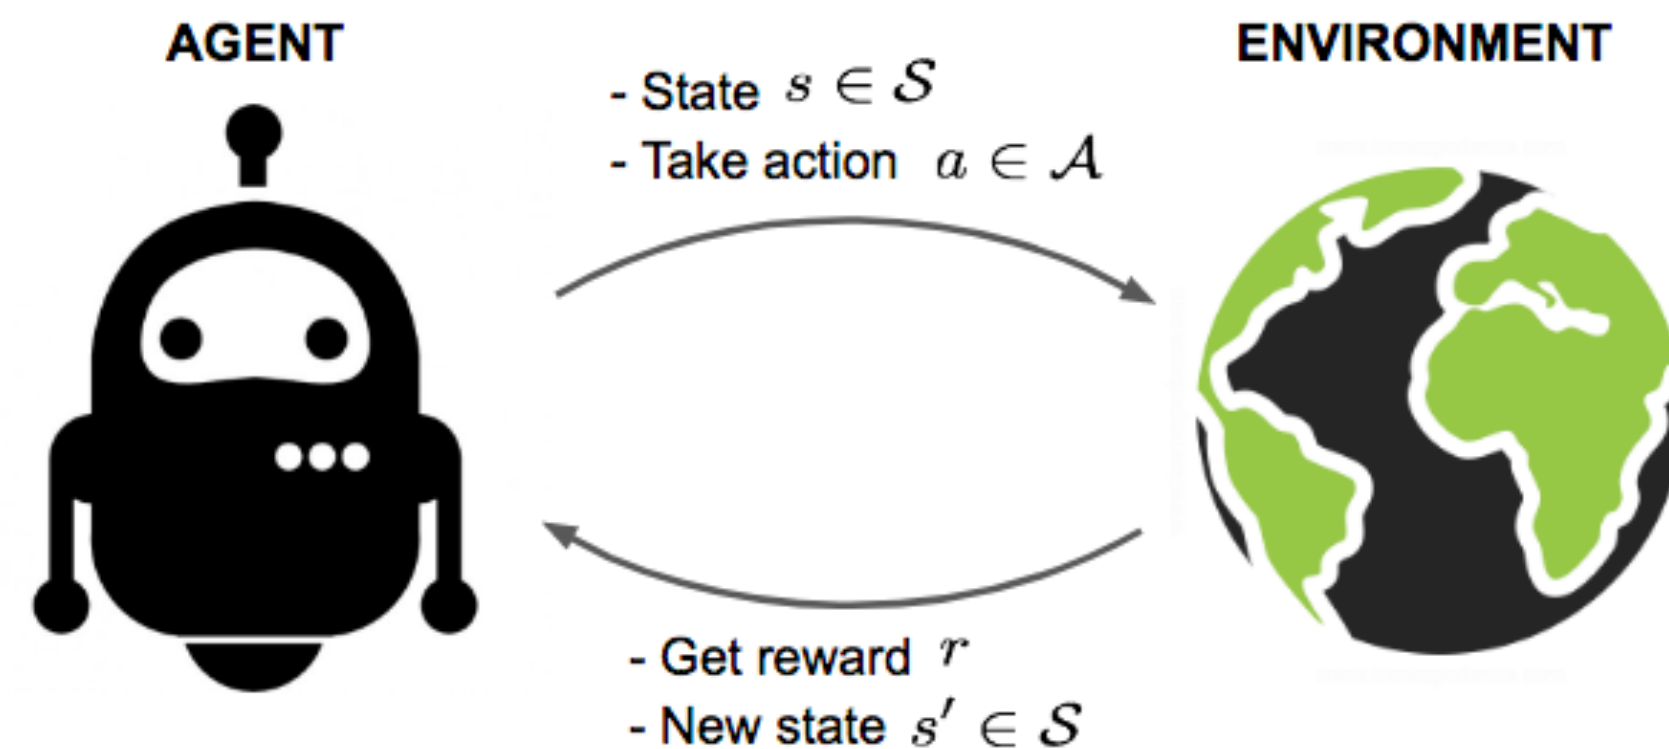 AGENT
ENVIRONMENT
- State s ∈ 𝒮
- Take action a ∈ 𝒜
- Get reward r
- New state s′ ∈ 𝒮